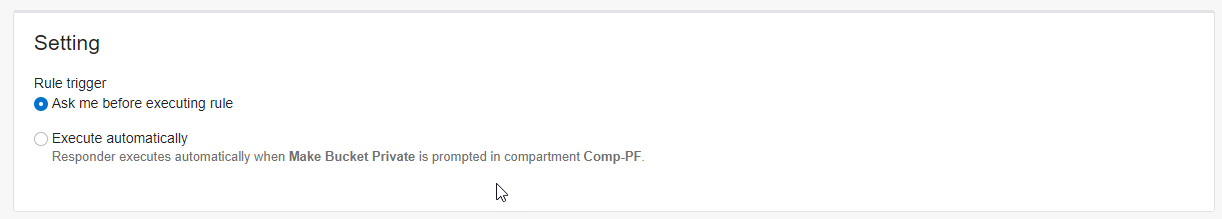 Setting
Rule trigger
Ask me before executing rule
Execute automatically
Responder executes automatically when Make Bucket Private is prompted in compartment Comp-PF.